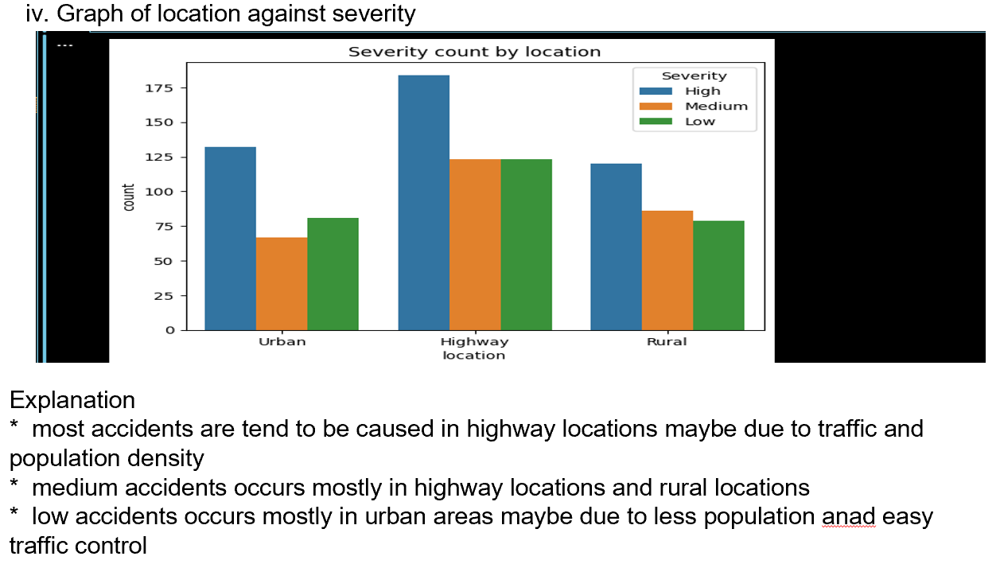 iv. Graph of location against severity
...
Severity count by location
Severity
High
Medium
Low
175
150
125
100
75
50
25
0
count
Urban
Highway
Rural
location
Explanation
* most accidents are tend to be caused in highway locations maybe due to traffic and
population density
* medium accidents occurs mostly in highway locations and rural locations
* low accidents occurs mostly in urban areas maybe due to less population anad easy
traffic control